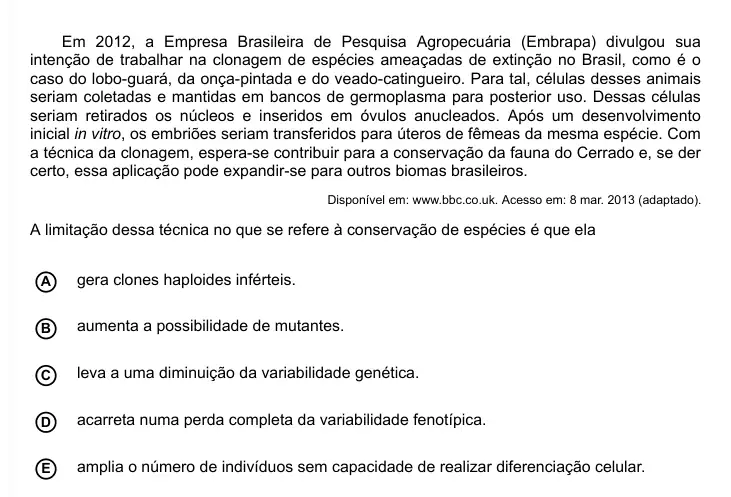 Em 2012, a Empresa Brasileira de Pesquisa Agropecuária (Embrapa) divulgou sua
intenção de trabalhar na clonagem de espécies ameaçadas de extinção no Brasil, como é o
caso do lobo-guará, da onça-pintada e do veado-catingueiro. Para tal, células desses animais
seriam coletadas e mantidas em bancos de germoplasma para posterior uso. Dessas células
seriam retirados os núcleos e inseridos em óvulos anucleados. Após um desenvolvimento
inicial in vitro, os embriões seriam transferidos para úteros de fêmeas da mesma espécie. Com
a técnica da clonagem, espera-se contribuir para a conservação da fauna do Cerrado e, se der
certo, essa aplicação pode expandir-se para outros biomas brasileiros.
Disponível em: www.bbc.co.uk. Acesso em: 8 mar. 2013 (adaptado).
A limitação dessa técnica no que se refere à conservação de espécies é que ela
A gera clones haploides inférteis.
B aumenta a possibilidade de mutantes.
C leva a uma diminuição da variabilidade genética.
D acarreta numa perda completa da variabilidade fenotípica.
E amplia o número de indivíduos sem capacidade de realizar diferenciação celular.